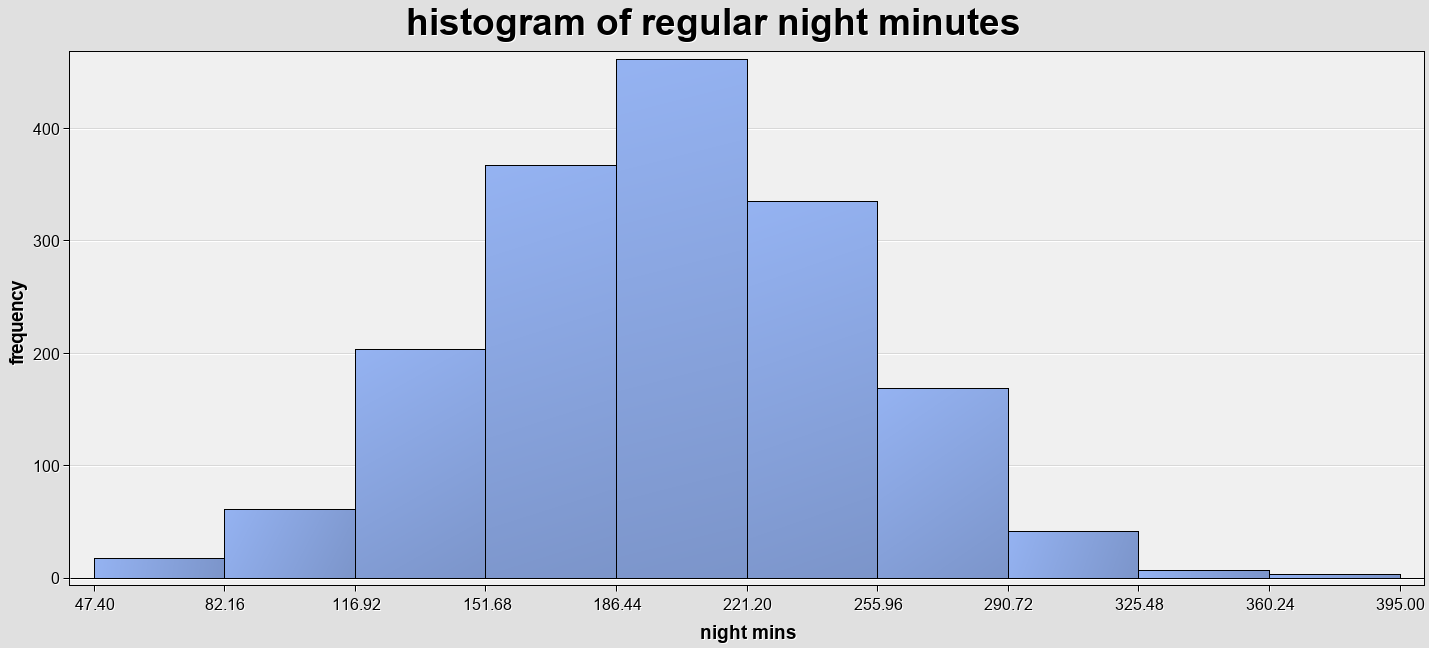 histogram of regular night minutes
frequency
400
300
200
100
0
47.40 82.16 116.92 151.68 186.44 221.20 255.96 290.72 325.48 360.24 395.00
night mins